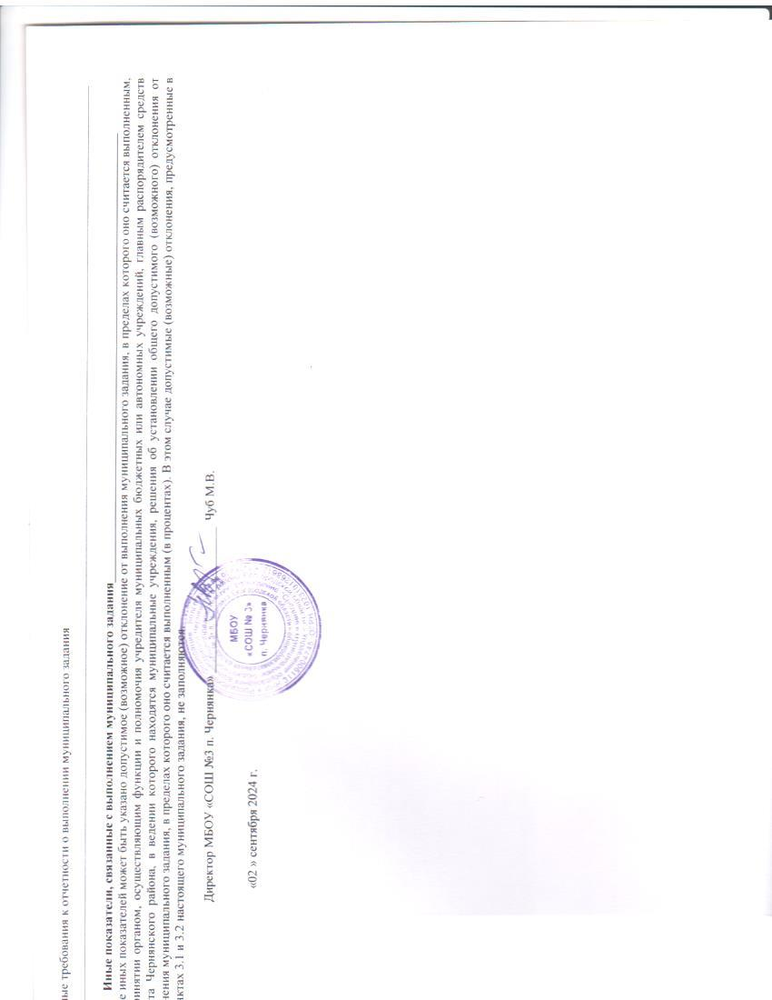 ые требования к отчетности о выполнении муниципального задания
Иные показатели, связанные с выполнением муниципального задания
е иных показателей может быть указано допустимое (возможное) отклонение от выполнения муниципального задания, в пределах которого оно считается выполненным,
ринятии органом, осуществляющим функции и полномочия учредителя муниципальных бюджетных или автономных учреждений, главным распорядителем средств
та Чернянского района, в ведении которого находятся муниципальные учреждения, решения об установлении общего допустимого (возможного) отклонения от
нения муниципального задания, в пределах которого оно считается выполненным (в процентах). В этом случае допустимые (возможные) отклонения, предусмотренные в
нктах 3.1 и 3.2 настоящего муниципального задания, не заполняются.
Директор МБОУ «СОШ №3 п. Чернянка» Чуб М.В.
МБОУ
«СОШ № 3»
п. Чернянка
«02 » сентября 2024 г.